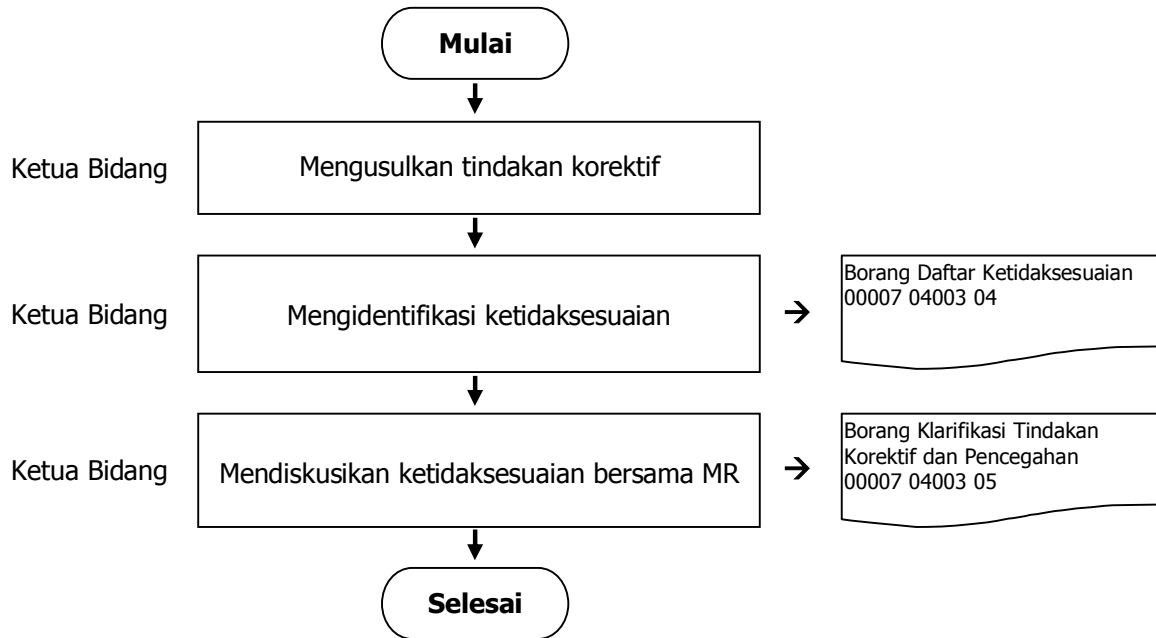 Mulai
Ketua Bidang
Mengusulkan tindakan korektif
Ketua Bidang
Mengidentifikasi ketidaksesuaian
Borang Daftar Ketidaksesuaian
00007 04003 04
Ketua Bidang
Mendiskusikan ketidaksesuaian bersama MR
Borang Klarifikasi Tindakan
Korektif dan Pencegahan
00007 04003 05
Selesai